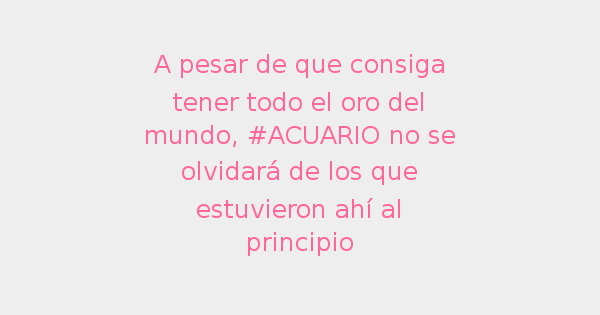 A pesar de que consiga
tener todo el oro del
mundo, #ACUARIO no se
olvidará de los que
estuvieron ahí al
principio